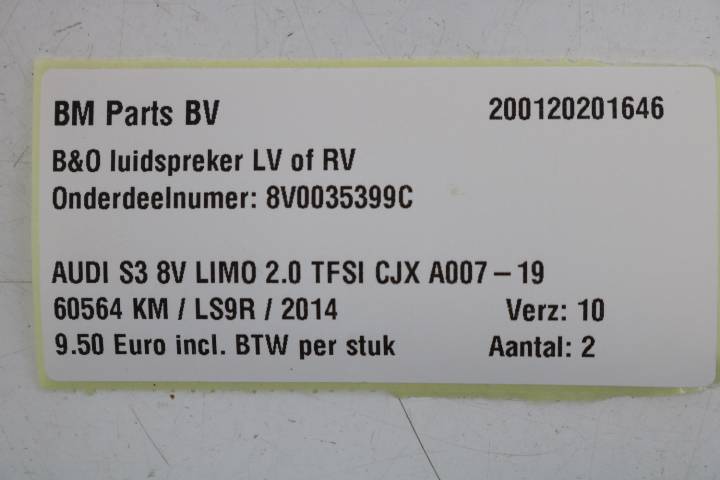 BM Parts BV 200120201646
B&O luidspreker LV of RV
Onderdeelnumer: 8V0035399C
AUDI S3 8V LIMO 2.0 TFSI CJX A007 – 19
60564 KM / LS9R / 2014 Verz: 10
9.50 Euro incl. BTW per stuk Aantal: 2